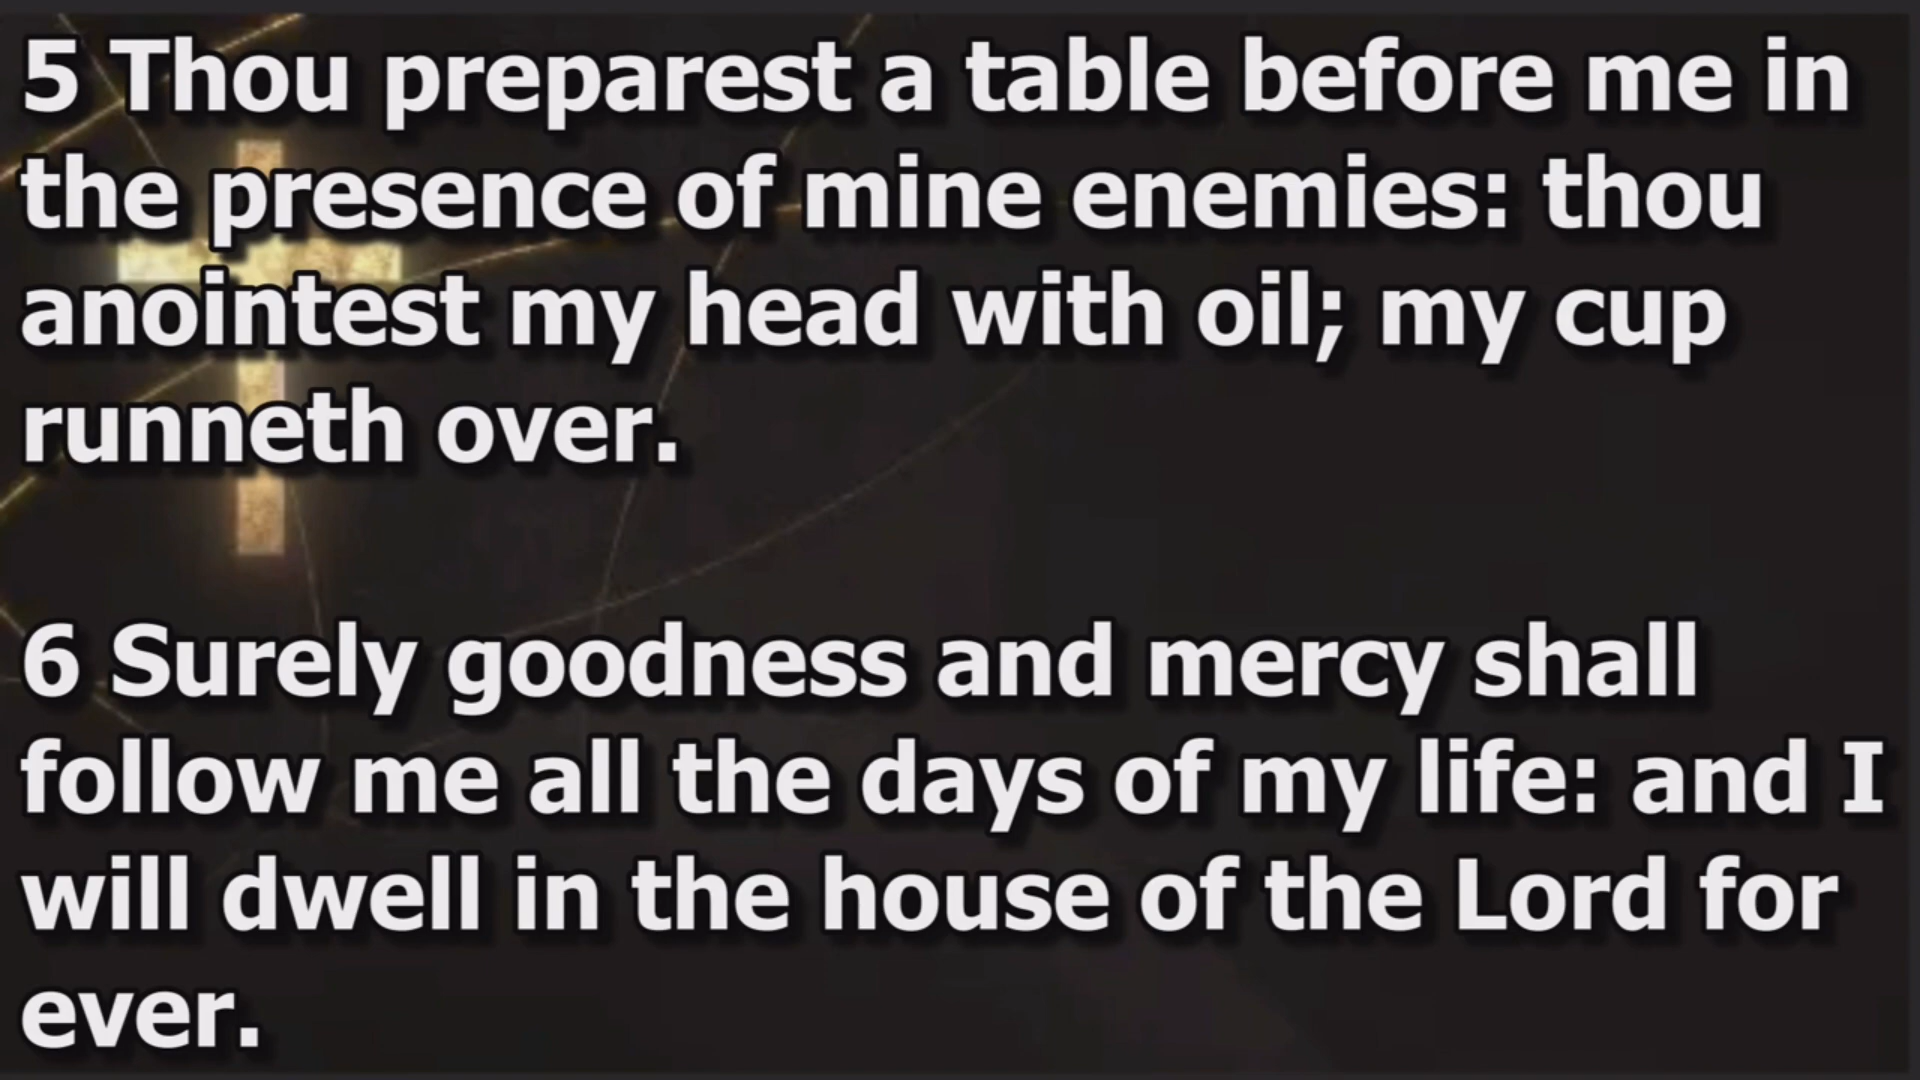 5 Thou preparest a table before me in
the presence of mine enemies: thou
anointest my head with oil; my cup
runneth over.
6 Surely goodness and mercy shall
follow me all the days of my life: and I
will dwell in the house of the Lord for
ever.